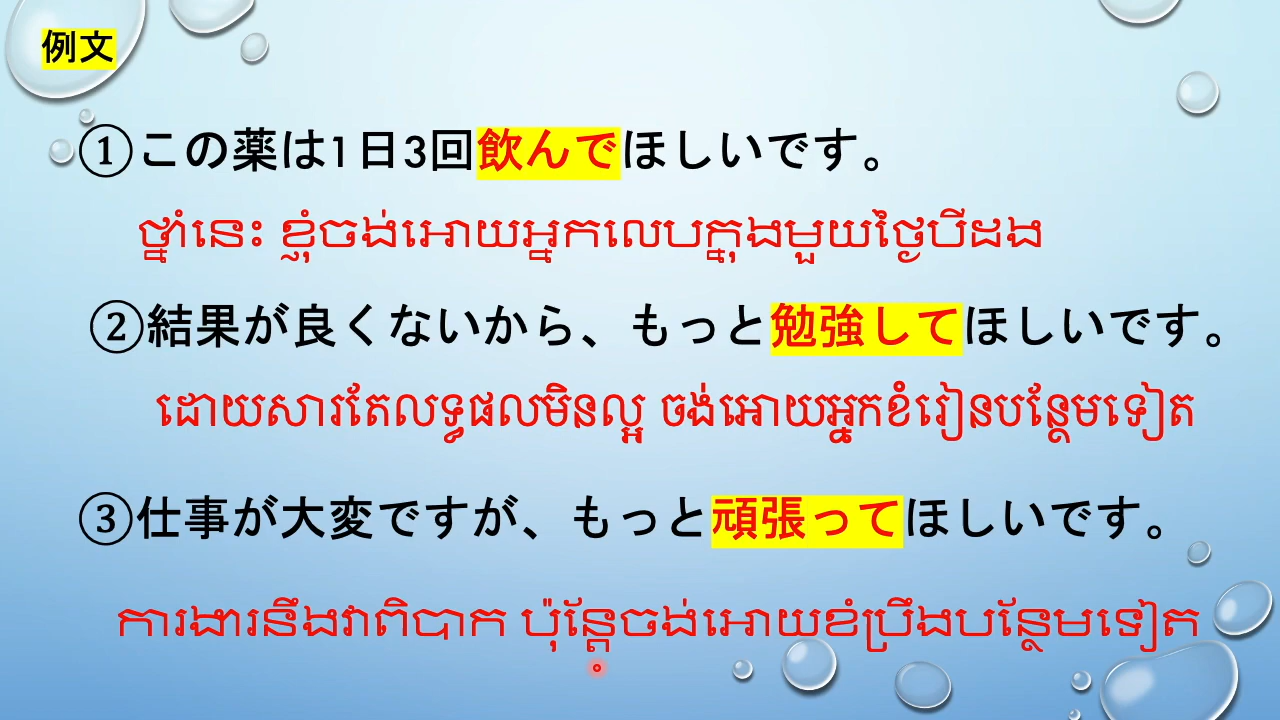 例文
①この薬は1日3回飲んでほしいです。
ថ្នាំនេះ ខ្ញុំចង់អោយអ្នកលេបក្នុងមួយថ្ងៃបីដង
②結果が良くないから、もっと勉強してほしいです。
ដោយសារតែលទ្ធផលមិនល្អ ចង់អោយអ្នកខំរៀនបន្ថែមទៀត
③仕事が大変ですが、もっと頑張ってほしいです。
ការងារនឹងវាពិបាក ប៉ុន្តែចង់អោយខំប្រឹងបន្ថែមទៀត